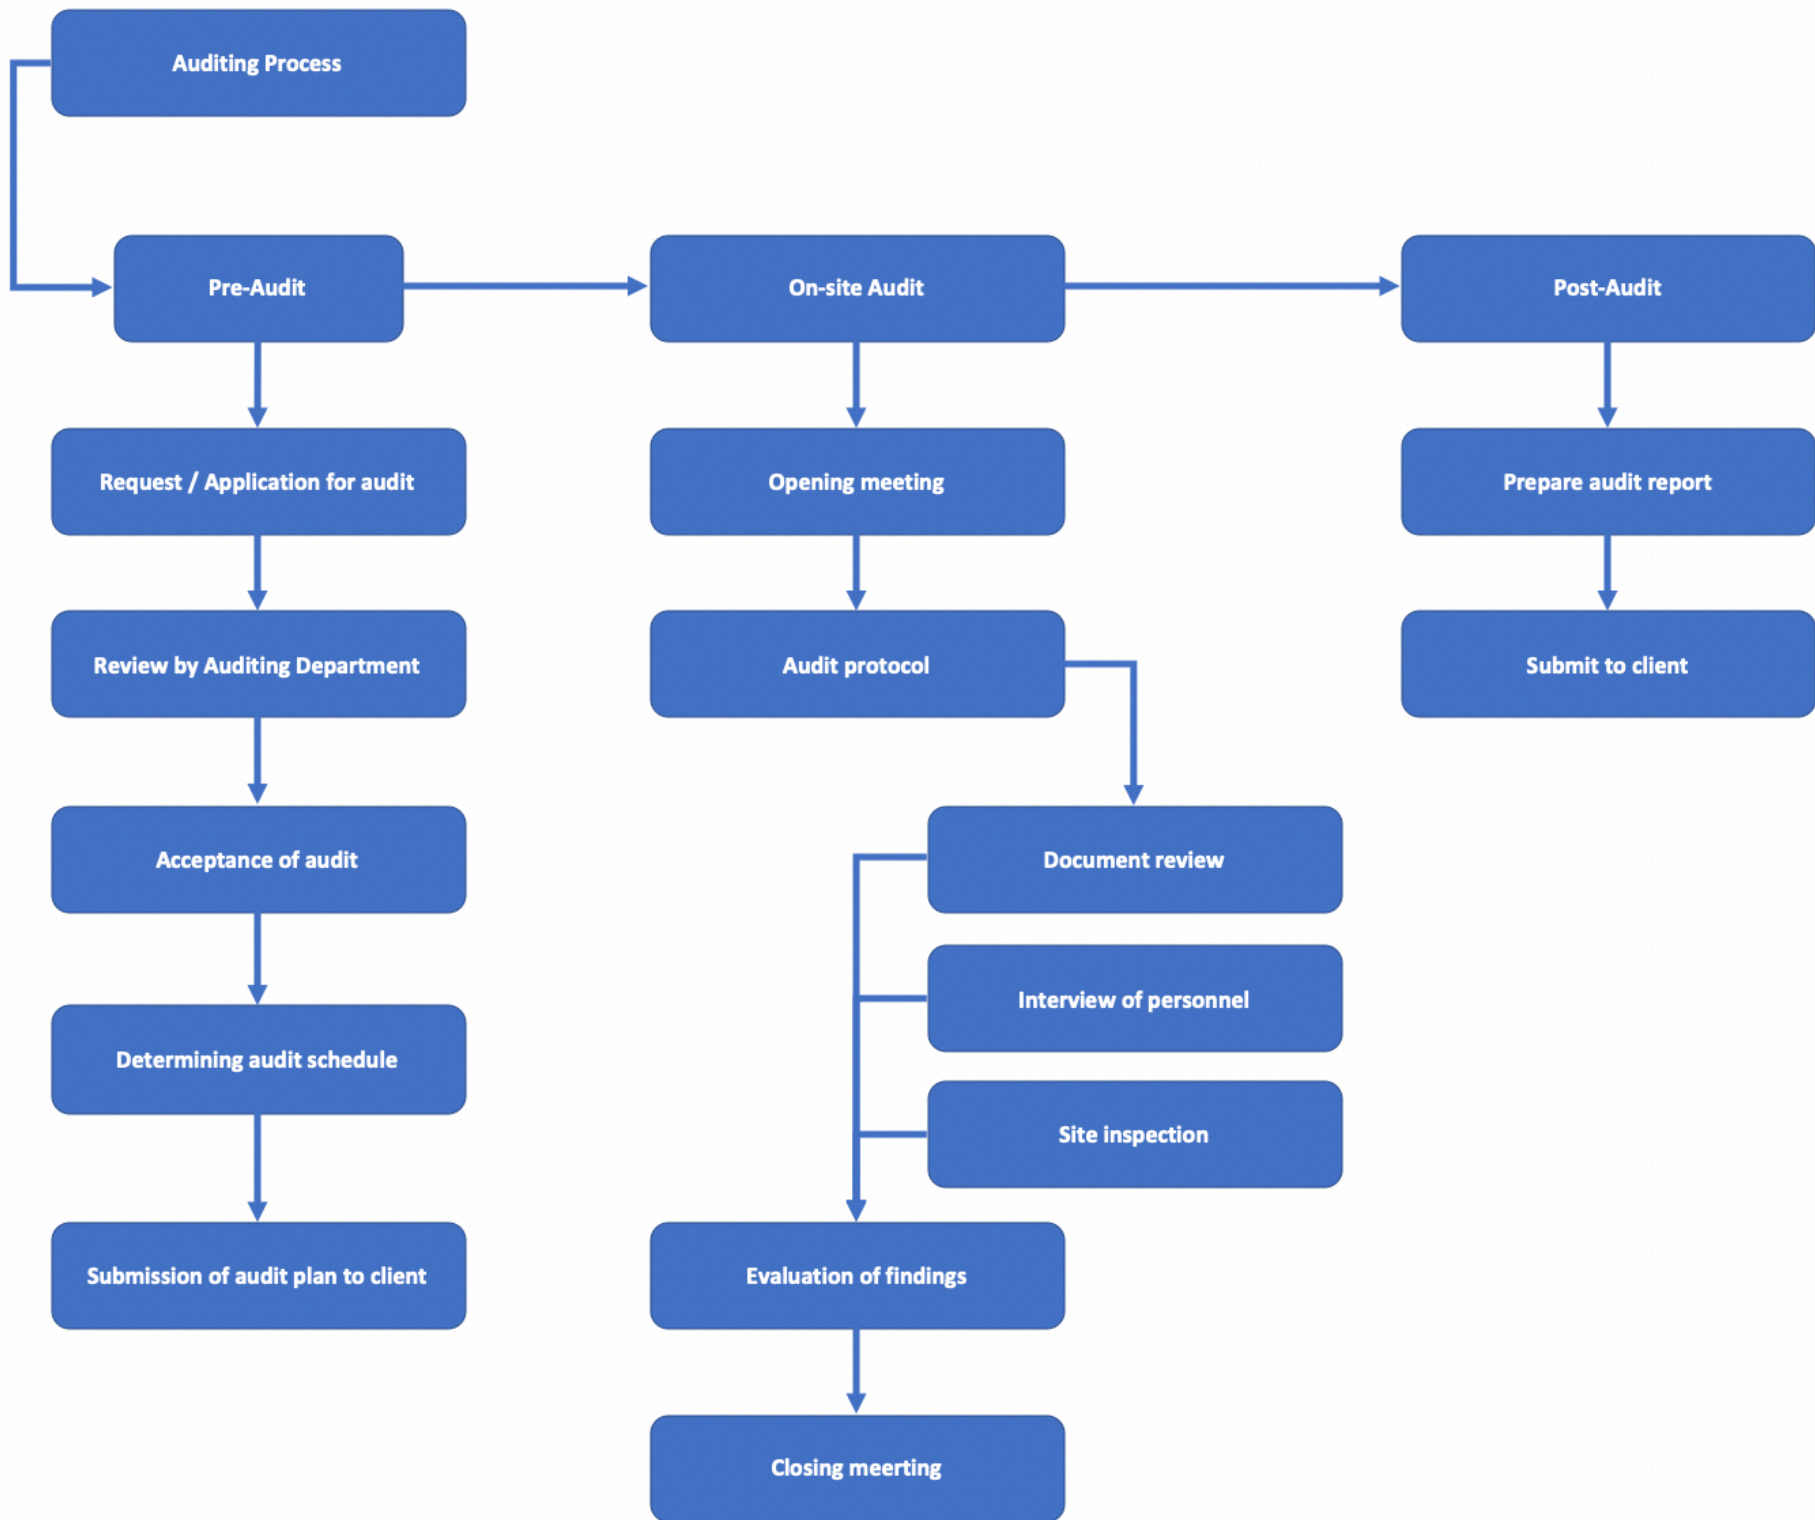 Auditing Process
Pre-Audit
On-site Audit
Post-Audit
Request / Application for audit
Opening meeting
Prepare audit report
Review by Auditing Department
Audit protocol
Submit to client
Acceptance of audit
Document review
Interview of personnel
Determining audit schedule
Site inspection
Submission of audit plan to client
Evaluation of findings
Closing meerting